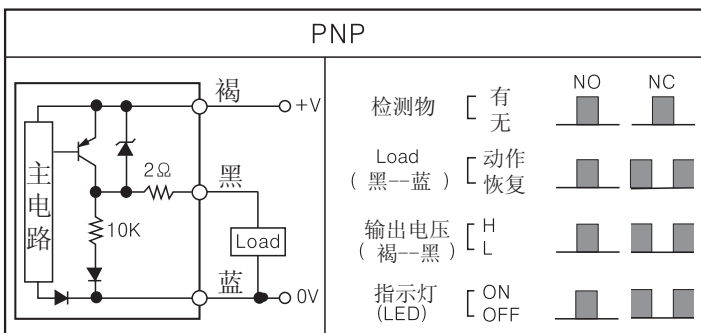 PNP
褐
+V
主电路
2Ω
黑
10K
Load
蓝
0V
NO NC
检测物 有
无
Load
( 黑--蓝 ) 动作
恢复
输出电压
( 褐--黑 ) H
L
指示灯
(LED) ON
OFF